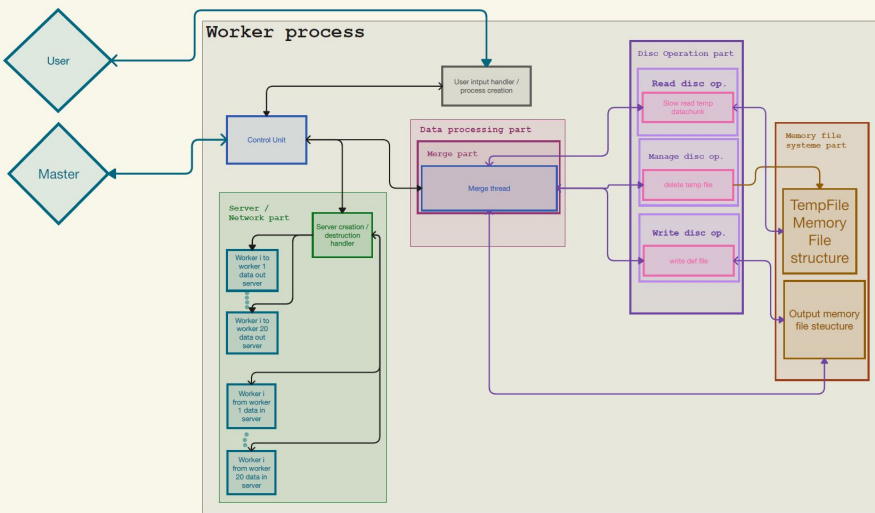 Worker process
User
Master
User intput handler /
process creation
Control Unit
Data processing part
Merge part
Merge thread
Disc Operation part
Read disc op.
Slow read temp
datachunk
Manage disc op.
delete temp file
Write disc op.
write def file
Memory file
systeme part
TempFile
Memory
File
structure
Output memory
file steucture
Server /
Network part
Server creation /
destruction
handler
Worker i to
worker 1
data out
server
Worker i to
worker 20
data out
server
Worker i
from worker
1 data in
server
Worker i
from worker
20 data in
server